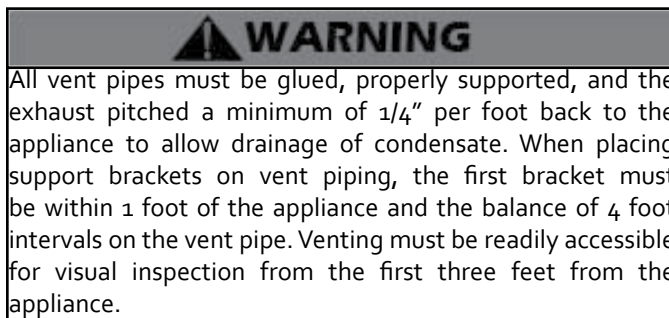 WARNING
All vent pipes must be glued, properly supported, and the
exhaust pitched a minimum of 1/4” per foot back to the
appliance to allow drainage of condensate. When placing
support brackets on vent piping, the first bracket must
be within 1 foot of the appliance and the balance of 4 foot
intervals on the vent pipe. Venting must be readily accessible
for visual inspection from the first three feet from the
appliance.